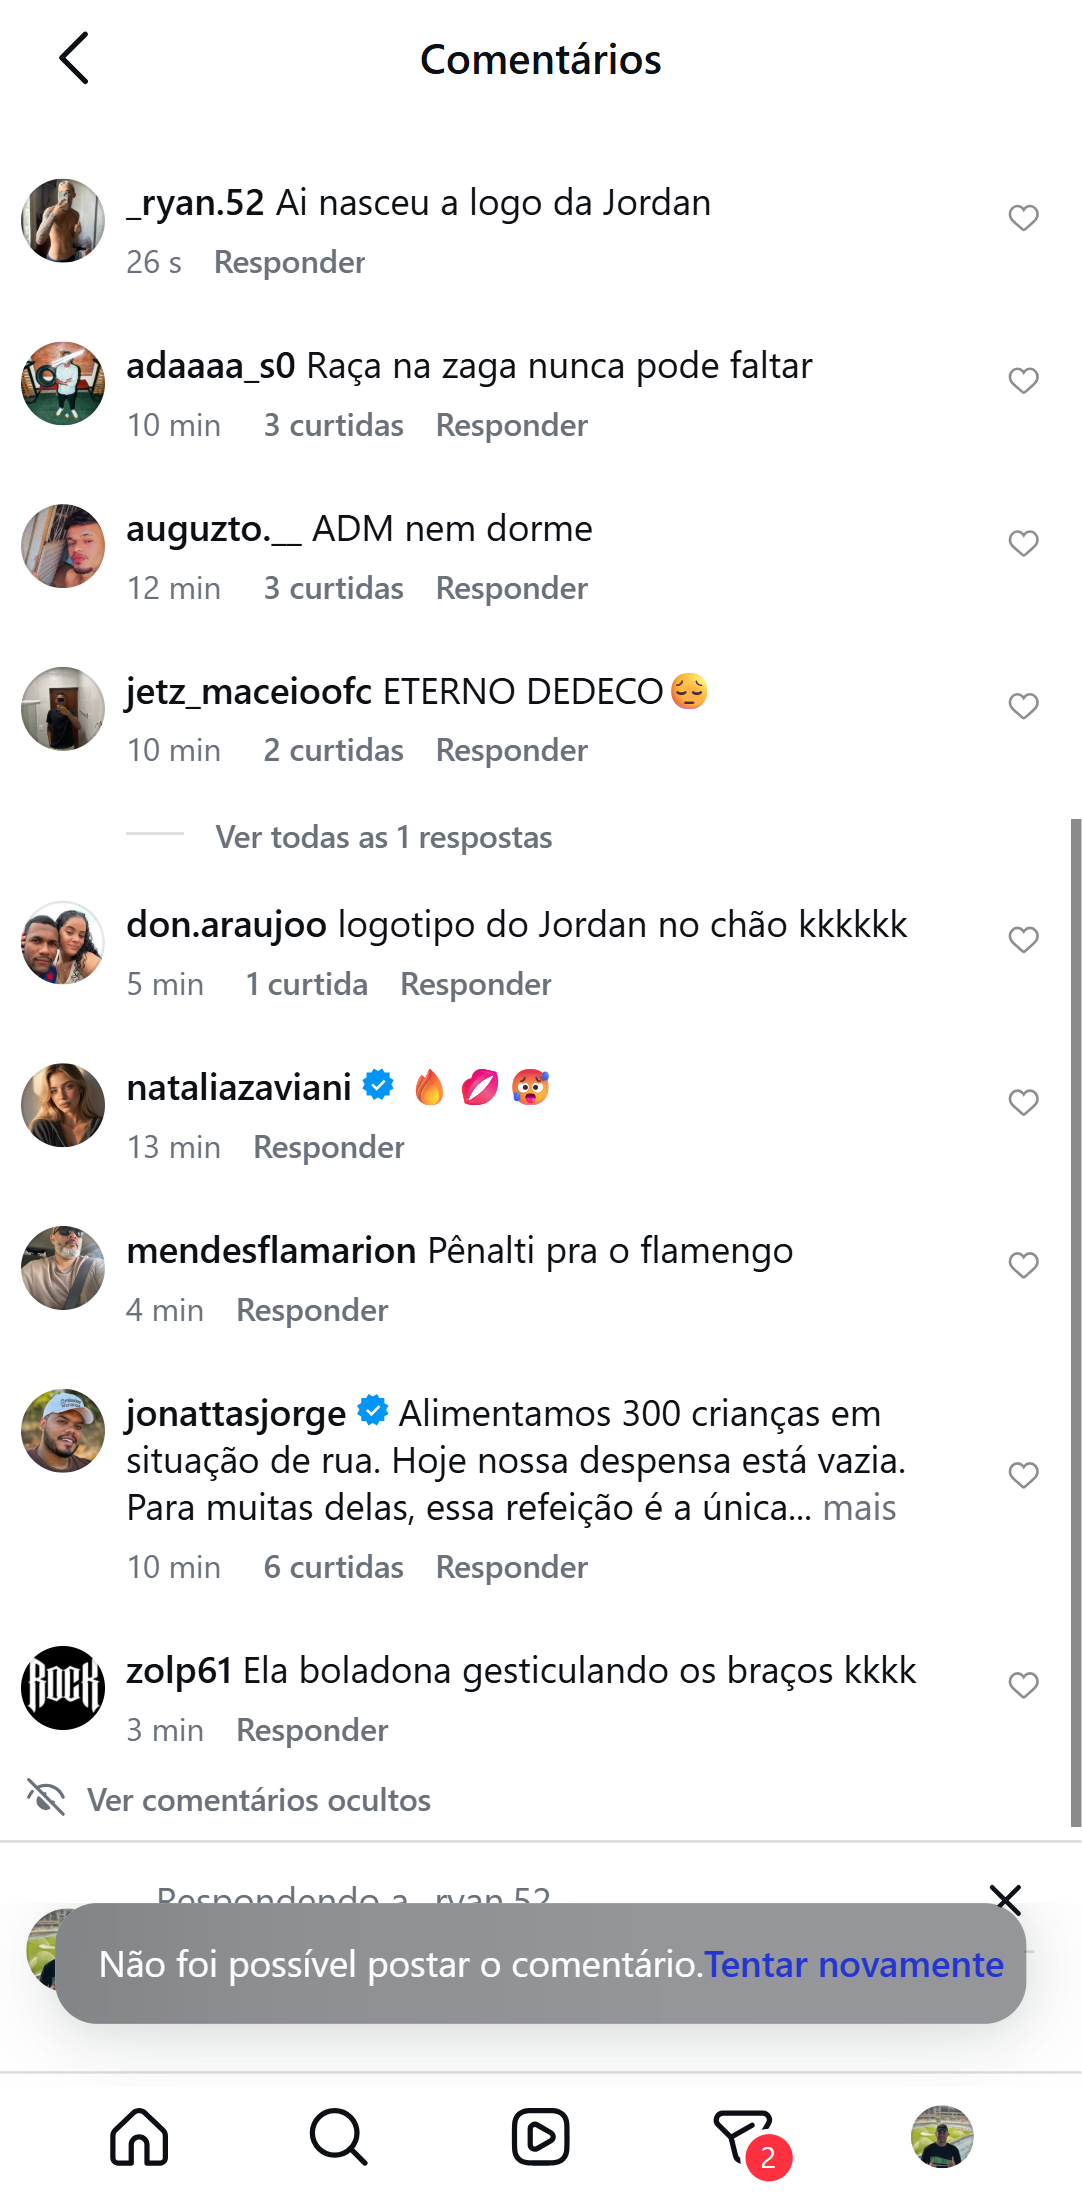 Comentários
_ryan.52 Ai nasceu a logo da Jordan
26 s Responder
adaaaa_s0 Raça na zaga nunca pode faltar
10 min 3 curtidas Responder
auguzto.__ ADM nem dorme
12 min 3 curtidas Responder
jetz_maceioofc ETERNO DEDECO😔
10 min 2 curtidas Responder
Ver todas as 1 respostas
don.araujoo logotipo do Jordan no chão kkkkkk
5 min 1 curtida Responder
nataliazaviani 🔥 💋 🥵
13 min Responder
mendesflamarion Pênalti pra o flamengo
4 min Responder
jonattasjorge Alimentamos 300 crianças em
situação de rua. Hoje nossa despensa está vazia.
Para muitas delas, essa refeição é a única... mais
10 min 6 curtidas Responder
ROCK
zolp61 Ela boladona gesticulando os braços kkkk
3 min Responder
Ver comentários ocultos
Respondendo a _ryan.52
Não foi possível postar o comentário.Tentar novamente
2